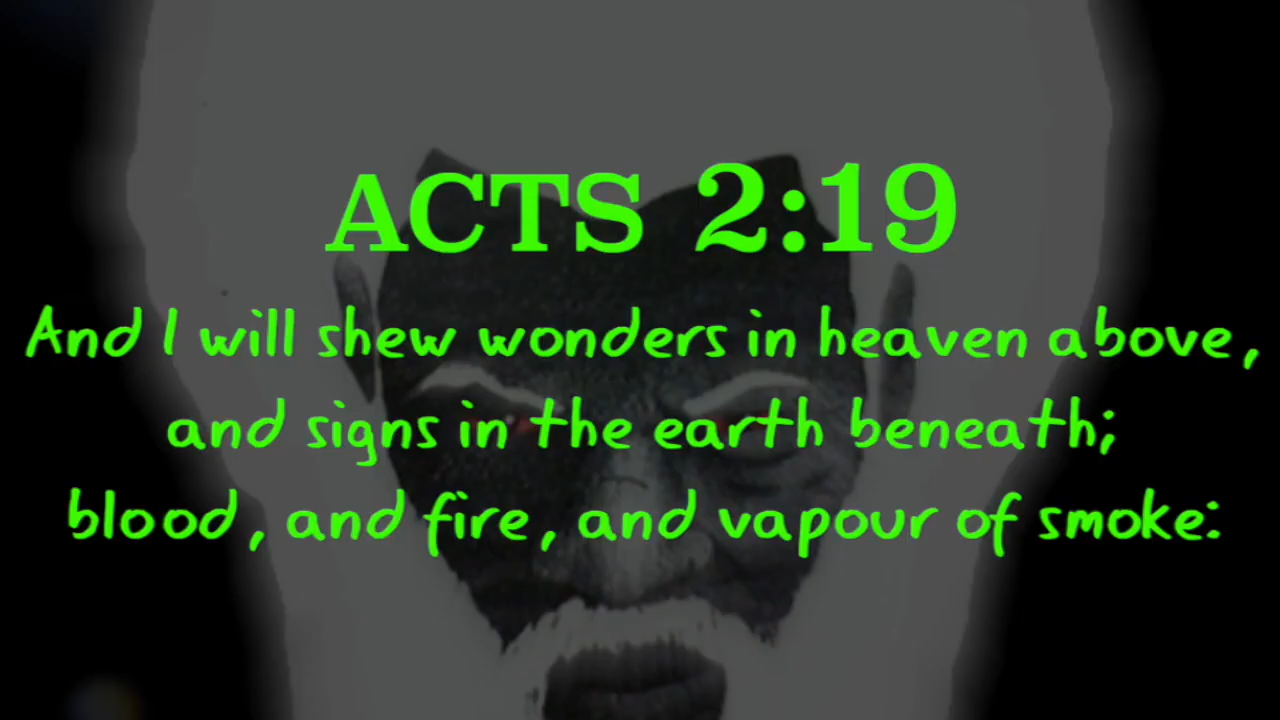 ACTS 2:19
And I will shew wonders in heaven above,
and signs in the earth beneath;
blood, and fire, and vapour of smoke: